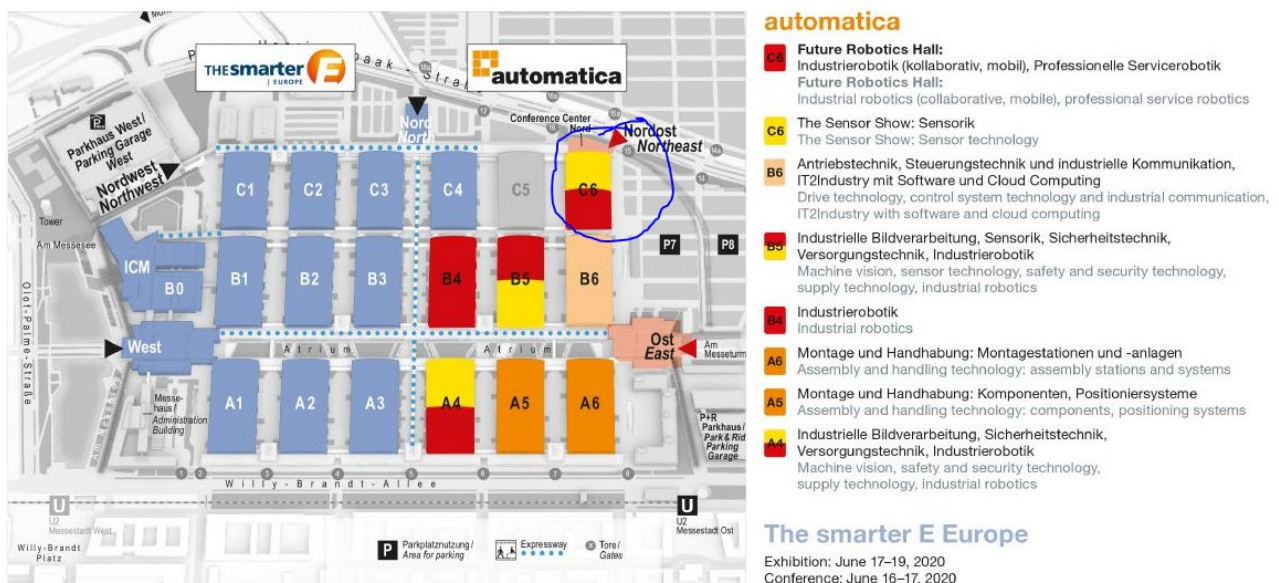 THE smarter E
EUROPE
automatica
Parkhaus West/
Parking Garage
West
Nordwest
Northwest
Nord
North
Conference Center
Nord
Nordost
Northeast
Tower
Am Messesee
C1
C2
C3
C4
C5
C6
P7
P8
ICM
B0
B1
B2
B3
B4
B5
B6
West
Atrium
Atrium
Ost
East
Am
Messeturm
Messe-
haus/
Administration
Building
A1
A2
A3
A4
A5
A6
P+R
Parkhaus/
Park & Rid
Parking
Garage
Olof-Palme-Straße
1
2
3
4
5
6
7
8
Willy-Brandt-Allee
U
U2
Messestadt West
U
U2
Messestadt Ost
Willy-Brandt
Platz
P
Parkplatznutzung/
Area for parking
Expressway
Tore/
Gates
automatica
C6
Future Robotics Hall:
Industrierobotik (kollaborativ, mobil), Professionelle Servicerobotik
Future Robotics Hall:
Industrial robotics (collaborative, mobile), professional service robotics
C6
The Sensor Show: Sensorik
The Sensor Show: Sensor technology
B6
Antriebstechnik, Steuerungstechnik und industrielle Kommunikation,
IT2Industry mit Software und Cloud Computing
Drive technology, control system technology and industrial communication,
IT2Industry with software and cloud computing
B5
Industrielle Bildverarbeitung, Sensorik, Sicherheitstechnik,
Versorgungstechnik, Industrierobotik
Machine vision, sensor technology, safety and security technology,
supply technology, industrial robotics
B4
Industrierobotik
Industrial robotics
A6
Montage und Handhabung: Montagestationen und -anlagen
Assembly and handling technology: assembly stations and systems
A5
Montage und Handhabung: Komponenten, Positioniersysteme
Assembly and handling technology: components, positioning systems
A4
Industrielle Bildverarbeitung, Sicherheitstechnik,
Versorgungstechnik, Industrierobotik
Machine vision, safety and security technology,
supply technology, industrial robotics
The smarter E Europe
Exhibition: June 17–19, 2020
Conference: June 16–17, 2020